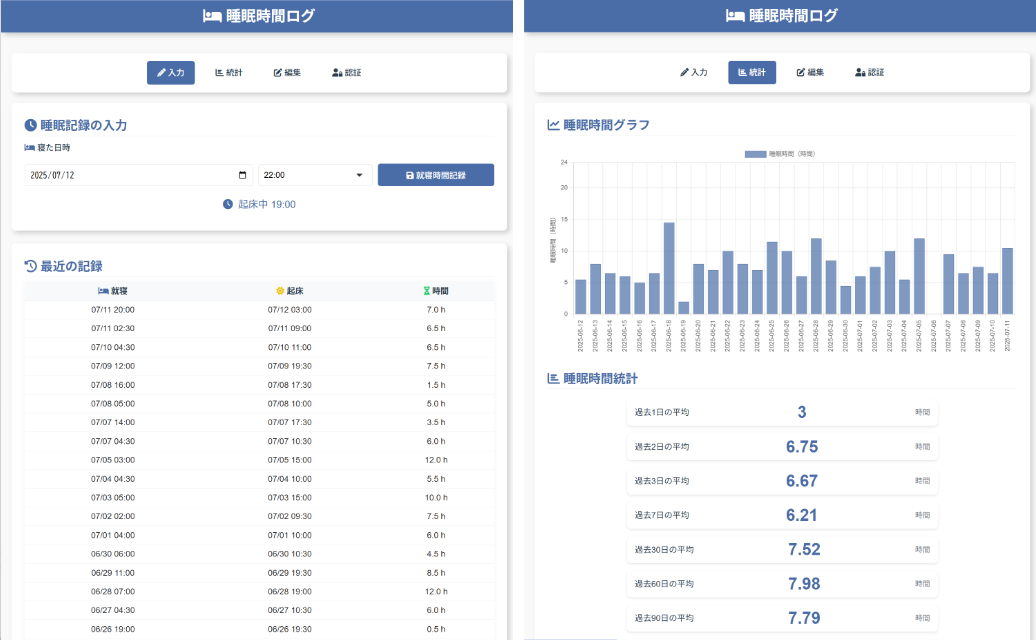 睡眠時間ログ
入力 統計 編集 認証
睡眠記録の入力
寝た日時
2025/07/12 22:00 就寝時間記録
起床中 19:00
最近の記録
就寝 起床 時間
07/11 20:00 07/12 03:00 7.0 h
07/11 02:30 07/11 09:00 6.5 h
07/10 04:30 07/10 11:00 6.5 h
07/09 12:00 07/09 19:30 7.5 h
07/08 16:00 07/08 17:30 1.5 h
07/08 05:00 07/08 10:00 5.0 h
07/07 14:00 07/07 17:30 3.5 h
07/07 04:30 07/07 10:30 6.0 h
07/05 03:00 07/05 15:00 12.0 h
07/04 04:30 07/04 10:00 5.5 h
07/03 05:00 07/03 15:00 10.0 h
07/02 02:00 07/02 09:30 7.5 h
07/01 04:00 07/01 10:00 6.0 h
06/30 06:00 06/30 10:30 4.5 h
06/29 11:00 06/29 19:30 8.5 h
06/28 07:00 06/28 19:00 12.0 h
06/27 04:30 06/27 10:30 6.0 h
06/26 19:00 06/26 19:30 0.5 h
睡眠時間ログ
入力 統計 編集 認証
睡眠時間グラフ
睡眠時間（時間）
24
20
15
10
5
0
睡眠時間（時間）
2025-06-12
2025-06-13
2025-06-14
2025-06-15
2025-06-16
2025-06-17
2025-06-18
2025-06-19
2025-06-20
2025-06-21
2025-06-22
2025-06-23
2025-06-24
2025-06-25
2025-06-26
2025-06-27
2025-06-28
2025-06-29
2025-06-30
2025-07-01
2025-07-02
2025-07-03
2025-07-04
2025-07-05
2025-07-06
2025-07-07
2025-07-08
2025-07-09
2025-07-10
2025-07-11
睡眠時間統計
過去1日の平均 3 時間
過去2日の平均 6.75 時間
過去3日の平均 6.67 時間
過去7日の平均 6.21 時間
過去30日の平均 7.52 時間
過去60日の平均 7.98 時間
過去90日の平均 7.79 時間